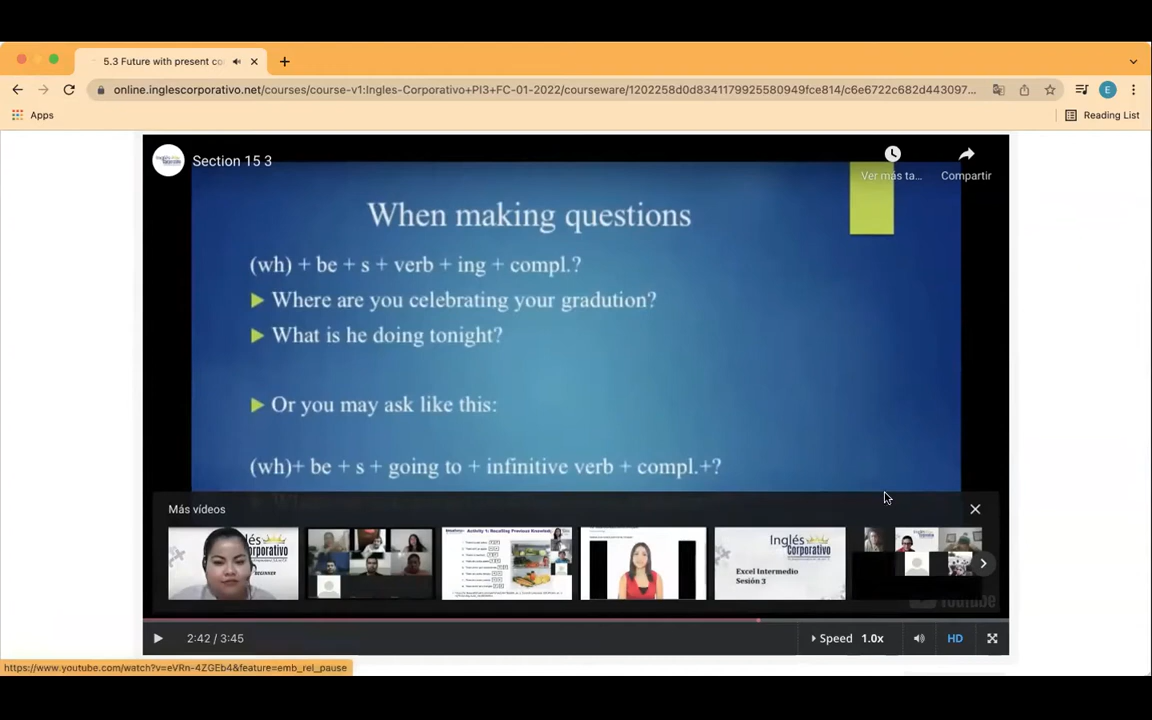 5.3 Future with present co
online.inglescorporativo.net/courses/course-v1:Ingles-Corporativo+PI3+FC-01-2022/courseware/1202258d0d8341179925580949fce814/c6e6722c682d443097...
E
Apps
Reading List
Section 15 3
Ver más ta...
Compartir
When making questions
(wh) + be + s + verb + ing + compl.?
Where are you celebrating your gradution?
What is he doing tonight?
Or you may ask like this:
(wh)+ be + s + going to + infinitive verb + compl.+?
Más vídeos
Inglés
Corporativo
Excel Intermedio
Sesión 3
YouTube
2:42 / 3:45
Speed 1.0x
HD
https://www.youtube.com/watch?v=eVRn-4ZGEb4&feature=emb_rel_pause